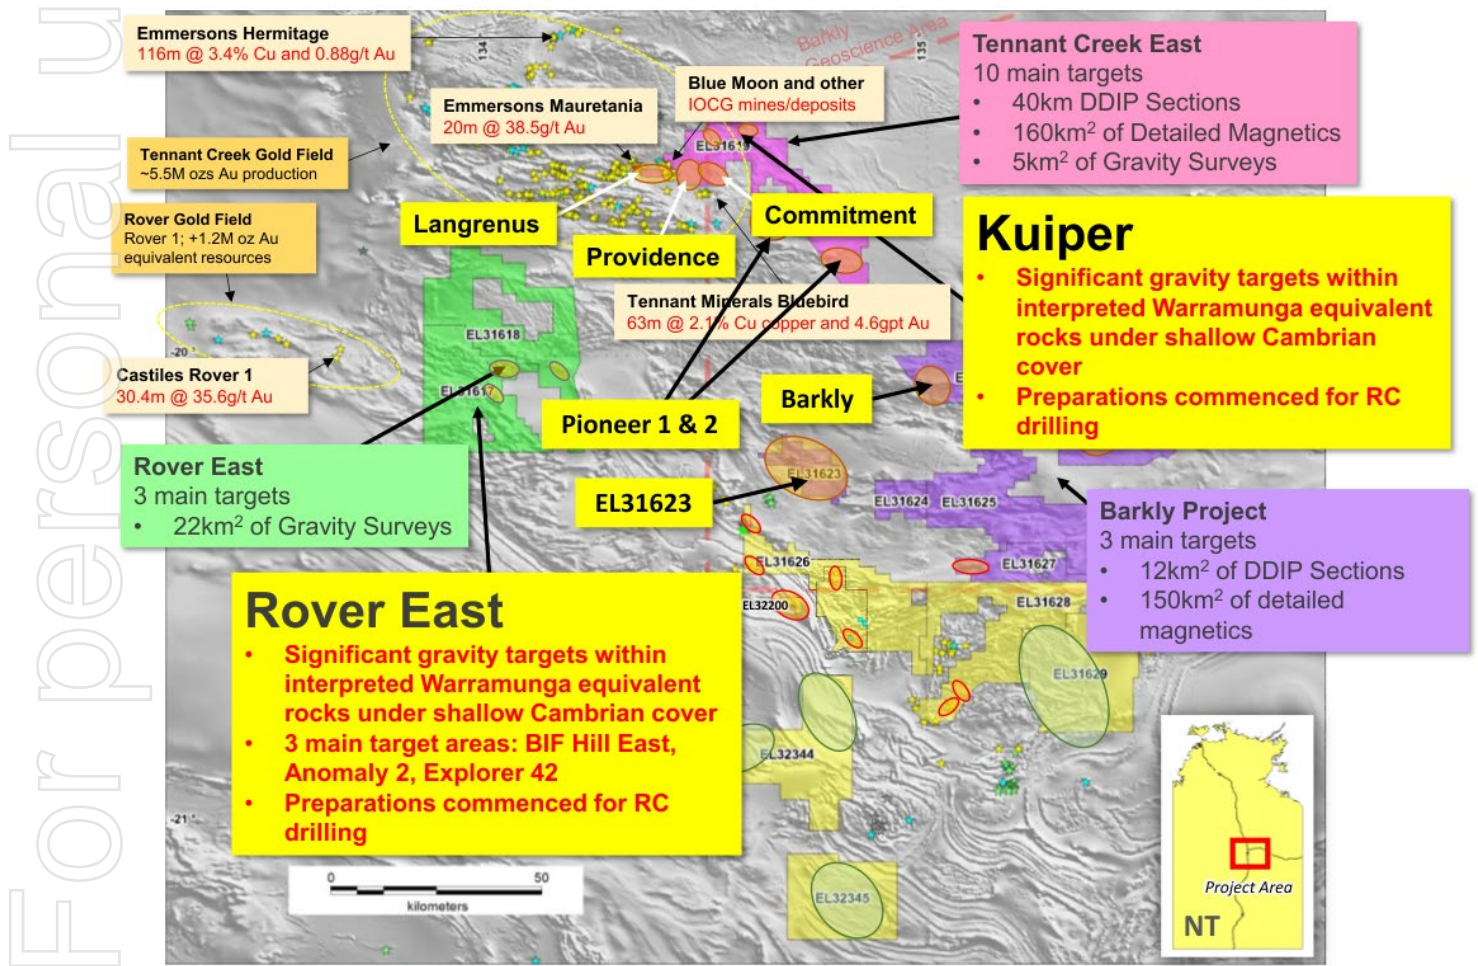 For personal u
Emmersons Hermitage
116m @ 3.4% Cu and 0.88g/t Au
134
Barkly
Geoscience Area
135
Tennant Creek East
10 main targets
• 40km DDIP Sections
• 160km² of Detailed Magnetics
• 5km² of Gravity Surveys
Blue Moon and other
IOCG mines/deposits
Emmersons Mauretania
20m @ 38.5g/t Au
EL31619
Tennant Creek Gold Field
~5.5M ozs Au production
Rover Gold Field
Rover 1; +1.2M oz Au
equivalent resources
Langrenus
Commitment
Providence
Kuiper
• Significant gravity targets within
interpreted Warramunga equivalent
rocks under shallow Cambrian
cover
• Preparations commenced for RC
drilling
Tennant Minerals Bluebird
63m @ 2.1% Cu copper and 4.6gpt Au
EL31618
-20°
Castiles Rover 1
30.4m @ 35.6g/t Au
EL31617
Barkly
Pioneer 1 & 2
Rover East
3 main targets
• 22km² of Gravity Surveys
EL31623
EL31623
EL31624
EL31625
Barkly Project
3 main targets
• 12km² of DDIP Sections
• 150km² of detailed
magnetics
EL31626
EL31627
EL32200
EL31628
Rover East
• Significant gravity targets within
interpreted Warramunga equivalent
rocks under shallow Cambrian cover
• 3 main target areas: BIF Hill East,
Anomaly 2, Explorer 42
• Preparations commenced for RC
drilling
EL31629
EL32344
-21°
0 50
kilometers
EL32345
Project Area
NT